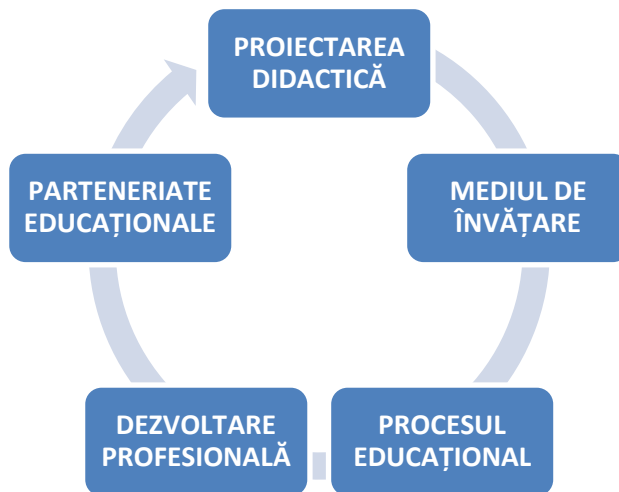 PROIECTAREA
DIDACTICĂ
MEDIUL DE
ÎNVĂȚARE
PROCESUL
EDUCAȚIONAL
DEZVOLTARE
PROFESIONALĂ
PARTENERIATE
EDUCAȚIONALE